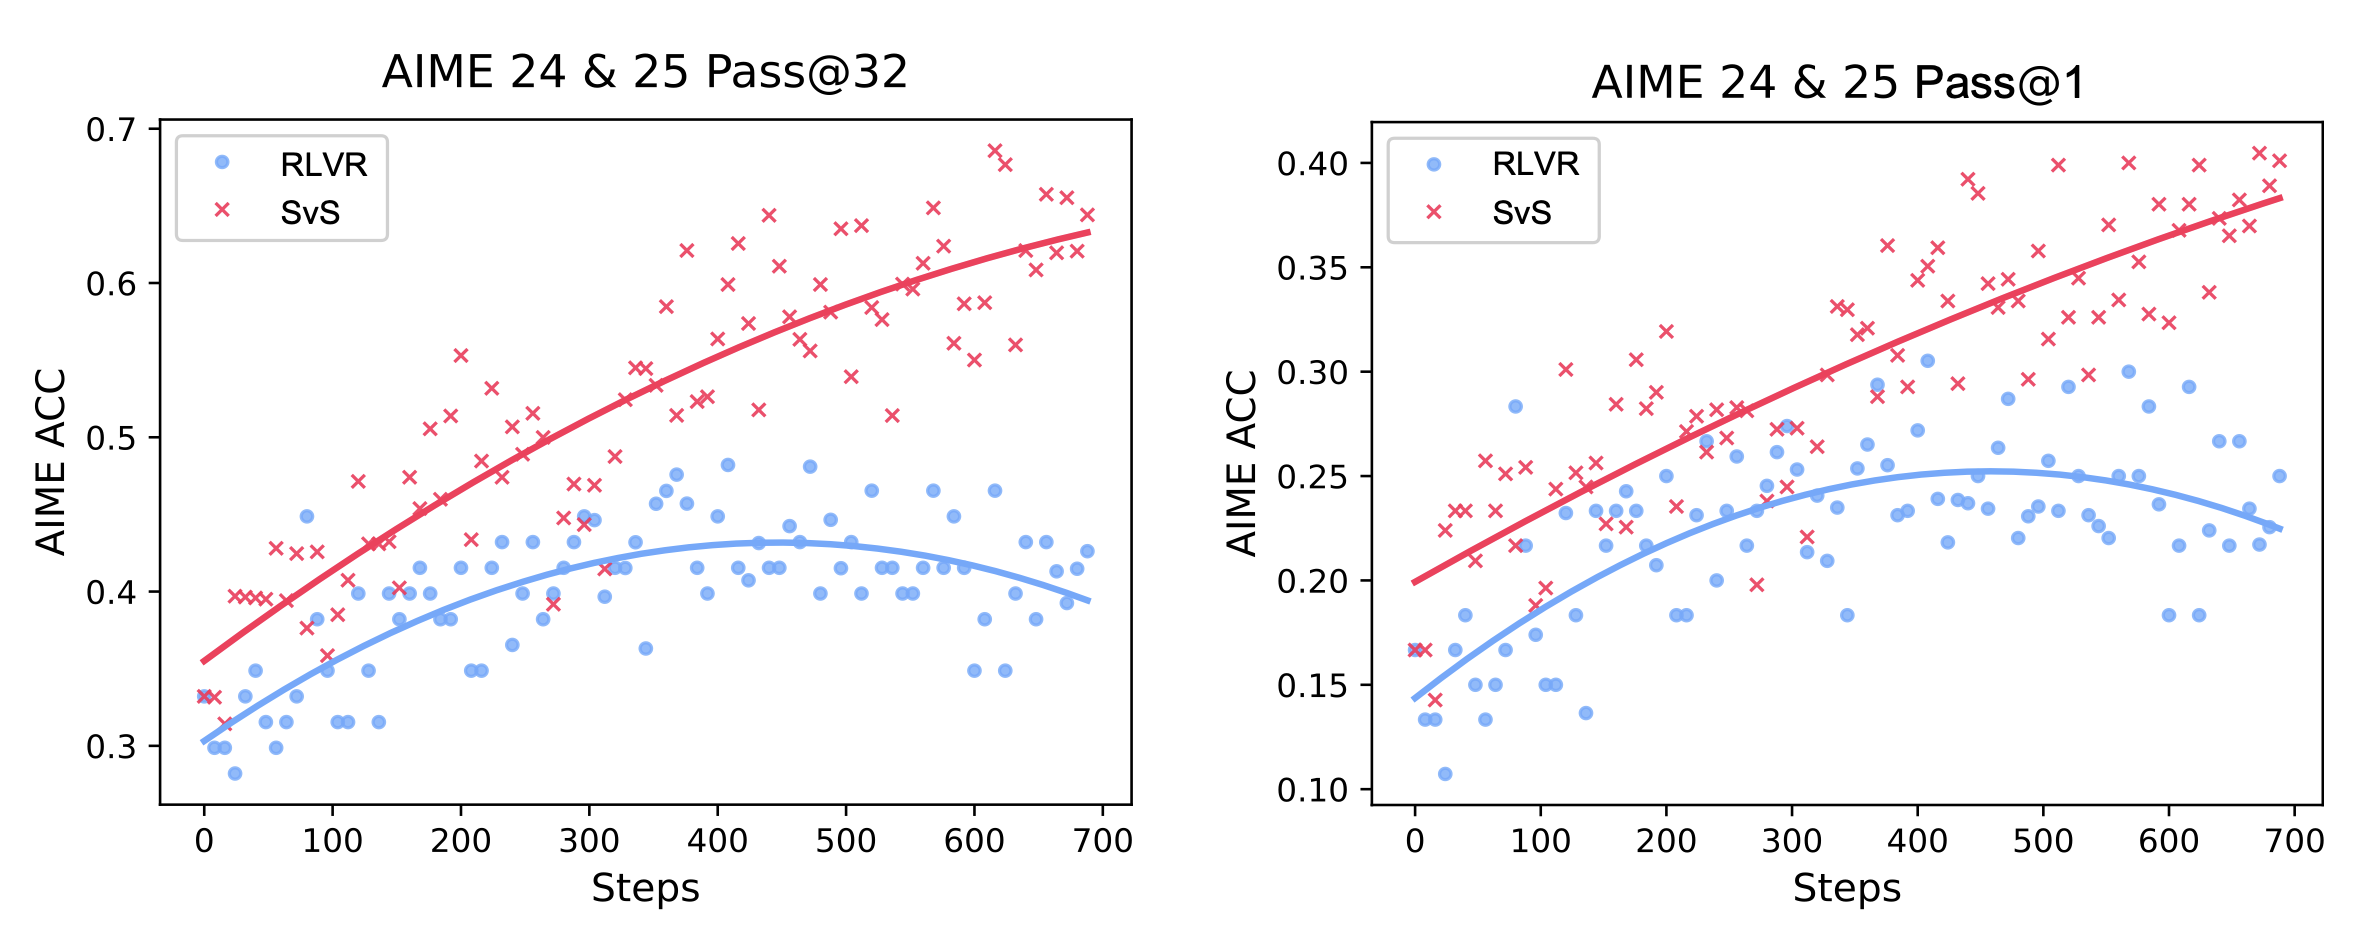 AIME 24 & 25 Pass@32
0.7
0.6
0.5
0.4
0.3
AIME ACC
RLVR
SvS
0 100 200 300 400 500 600 700
Steps
AIME 24 & 25 Pass@1
0.40
0.35
0.30
0.25
0.20
0.15
0.10
AIME ACC
RLVR
SvS
0 100 200 300 400 500 600 700
Steps